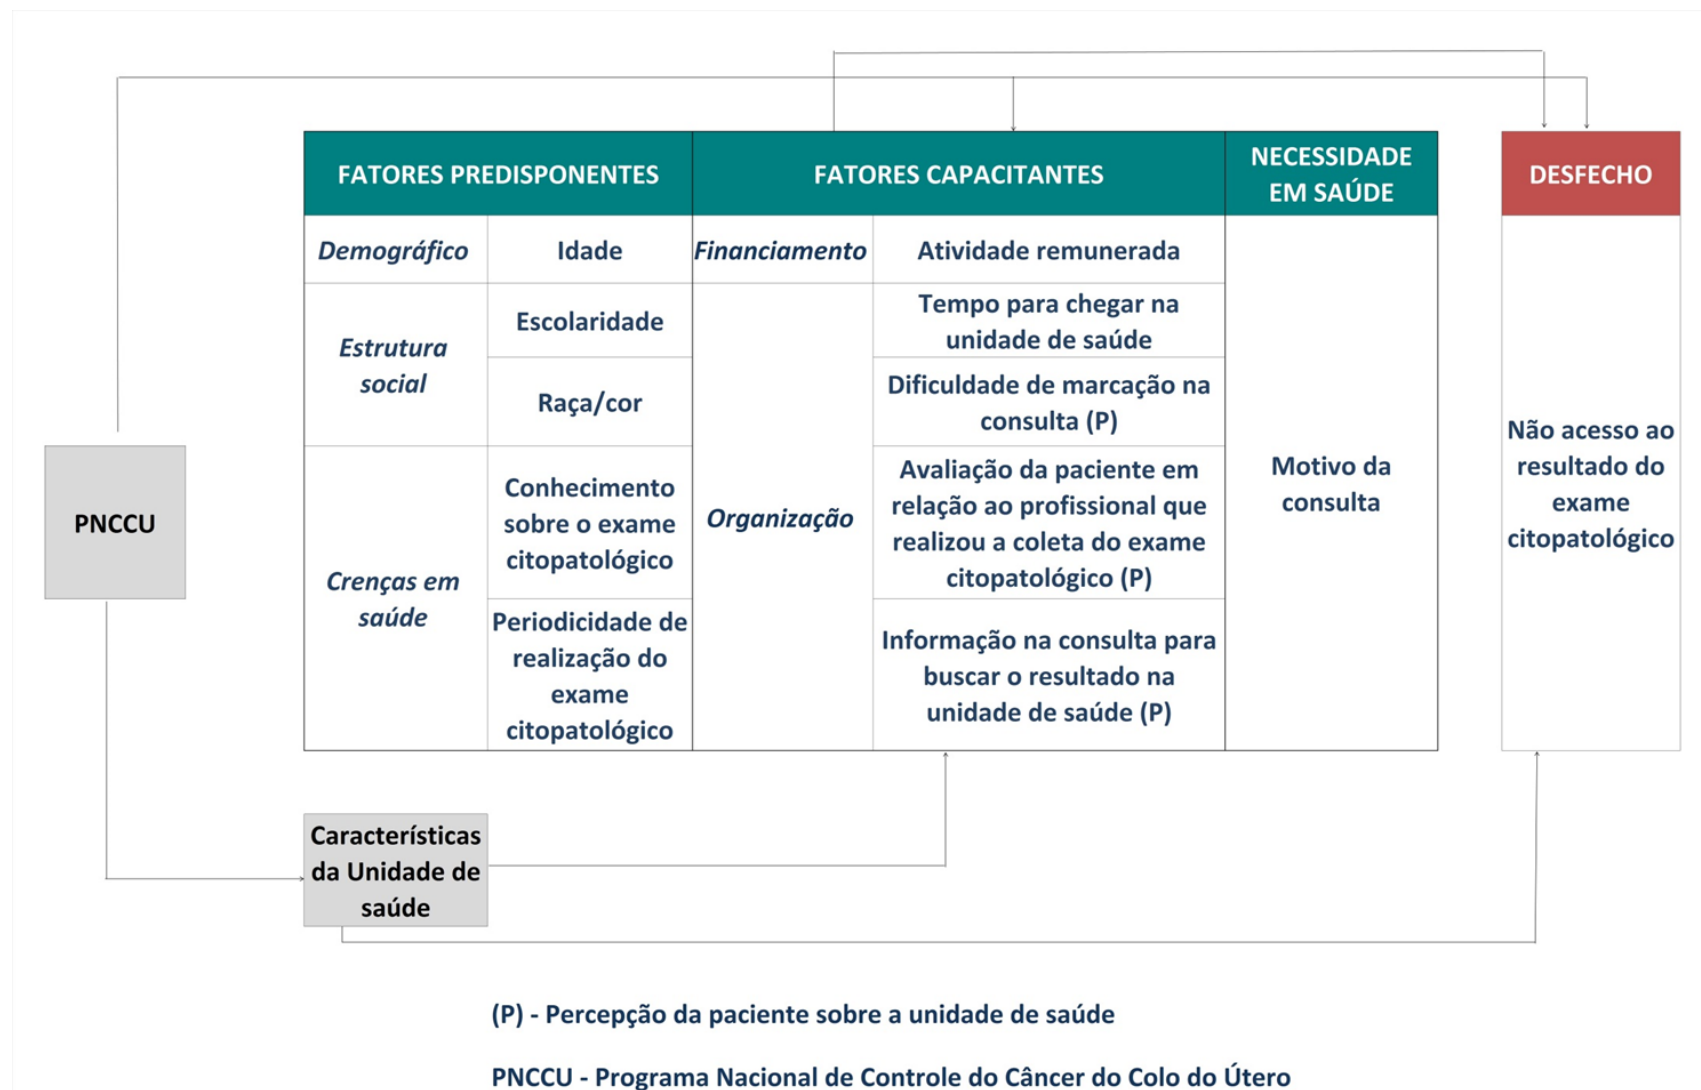 FATORES PREDISPONENTES
FATORES CAPACITANTES
NECESSIDADE
EM SAÚDE
DESFECHO
Demográfico
Idade
Financiamento
Atividade remunerada
Estrutura
social
Escolaridade
Raça/cor
Crenças em
saúde
Conhecimento
sobre o exame
citopatológico
Periodicidade de
realização do
exame
citopatológico
Organização
Tempo para chegar na
unidade de saúde
Dificuldade de marcação na
consulta (P)
Avaliação da paciente em
relação ao profissional que
realizou a coleta do exame
citopatológico (P)
Informação na consulta para
buscar o resultado na
unidade de saúde (P)
Motivo da
consulta
Não acesso ao
resultado do
exame
citopatológico
PNCCU
Características
da Unidade de
saúde
(P) - Percepção da paciente sobre a unidade de saúde
PNCCU - Programa Nacional de Controle do Câncer do Colo do Útero